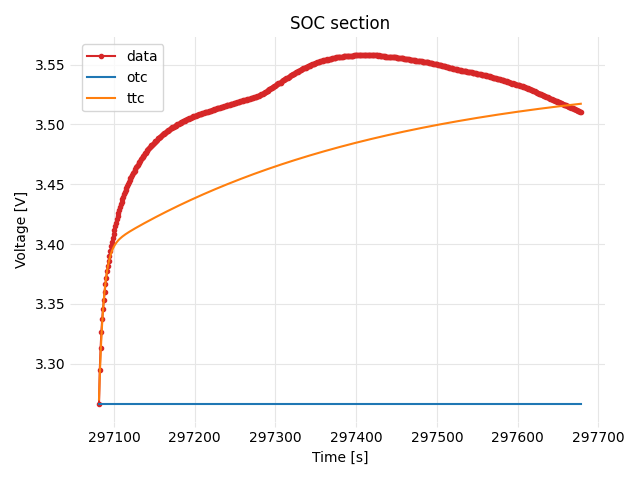 SOC section
data
otc
ttc
Voltage [V]
3.55
3.50
3.45
3.40
3.35
3.30
297100 297200 297300 297400 297500 297600 297700
Time [s]